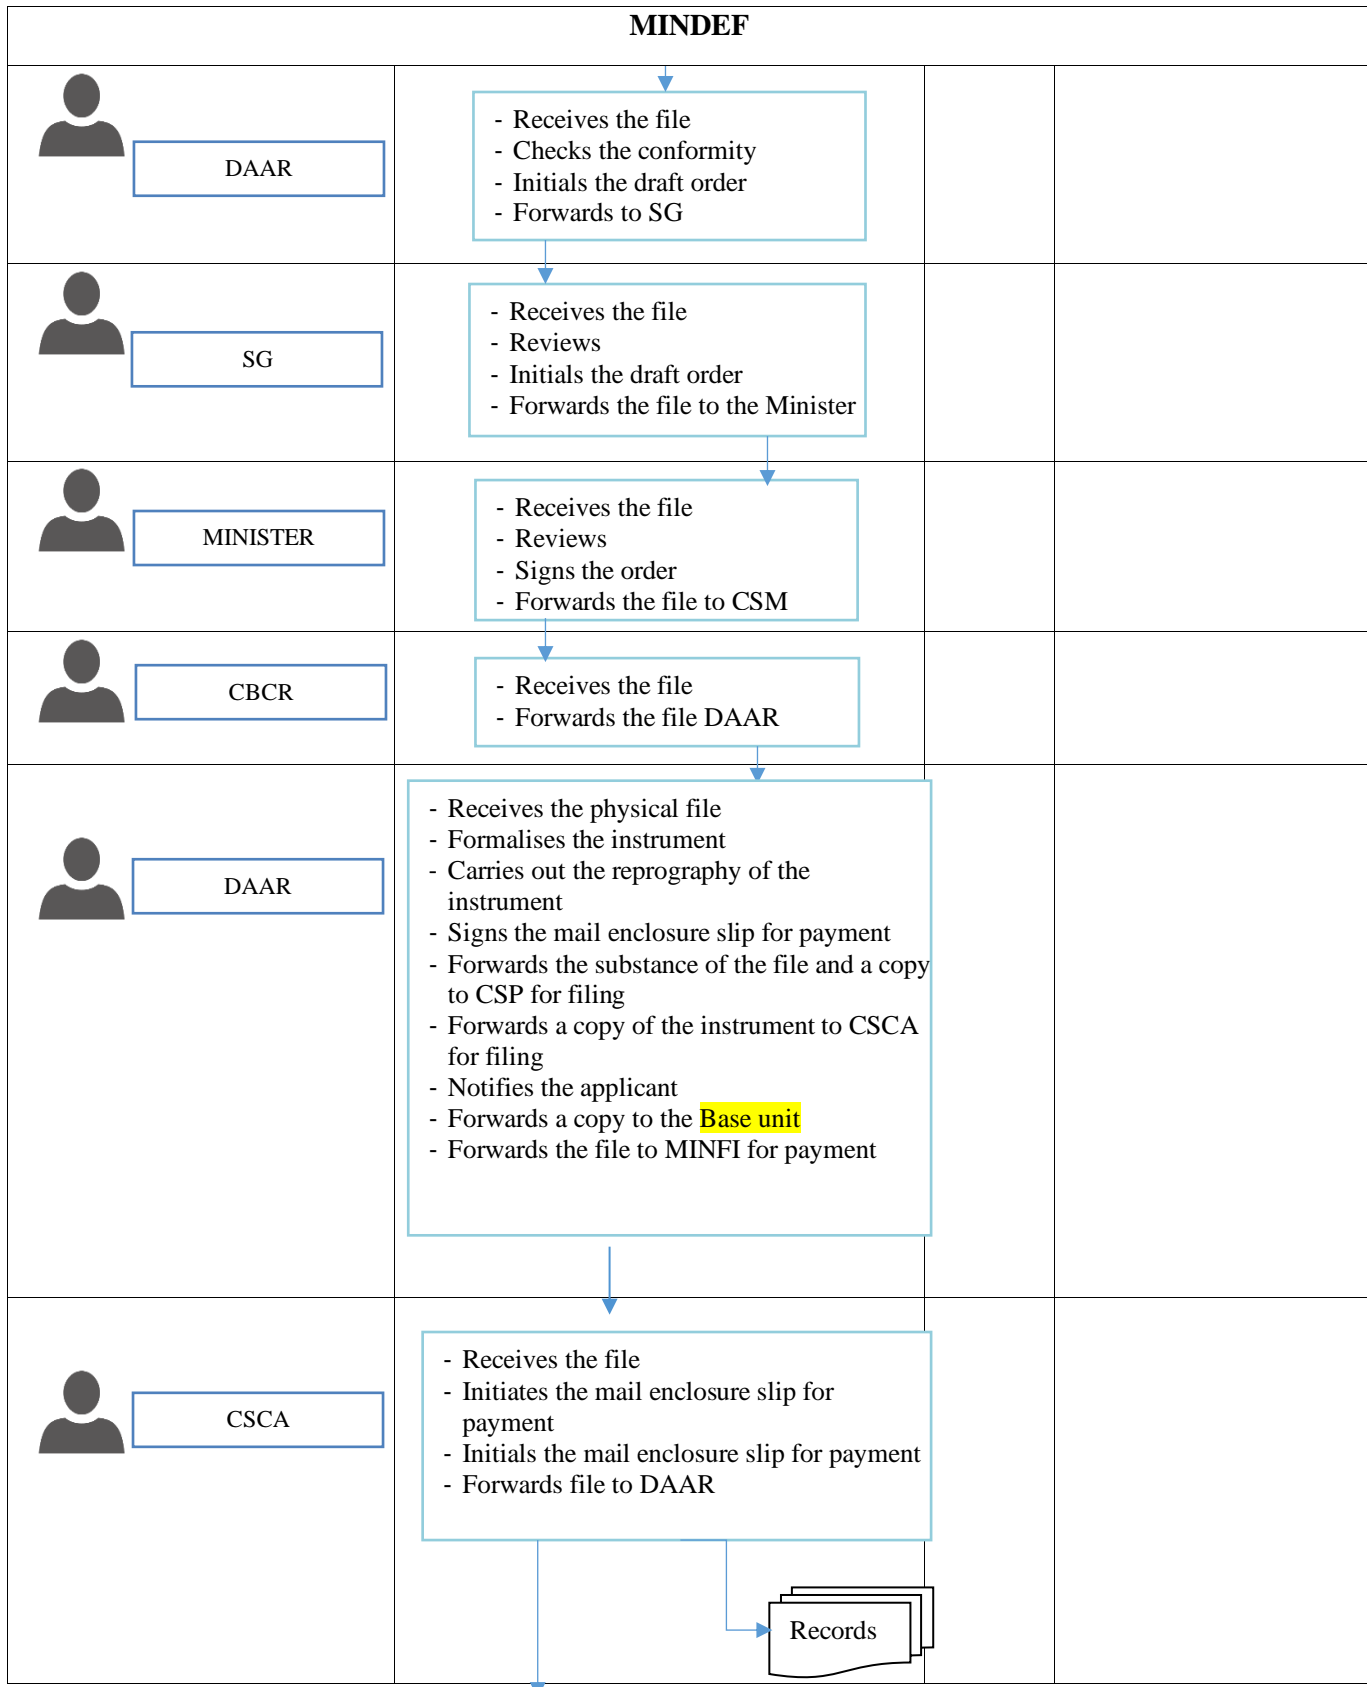 MINDEF
DAAR
- Receives the file
- Checks the conformity
- Initials the draft order
- Forwards to SG
SG
- Receives the file
- Reviews
- Initials the draft order
- Forwards the file to the Minister
MINISTER
- Receives the file
- Reviews
- Signs the order
- Forwards the file to CSM
CBCR
- Receives the file
- Forwards the file DAAR
DAAR
- Receives the physical file
- Formalises the instrument
- Carries out the reprography of the
instrument
- Signs the mail enclosure slip for payment
- Forwards the substance of the file and a copy
to CSP for filing
- Forwards a copy of the instrument to CSCA
for filing
- Notifies the applicant
- Forwards a copy to the Base unit
- Forwards the file to MINFI for payment
CSCA
- Receives the file
- Initiates the mail enclosure slip for
payment
- Initials the mail enclosure slip for payment
- Forwards file to DAAR
Records